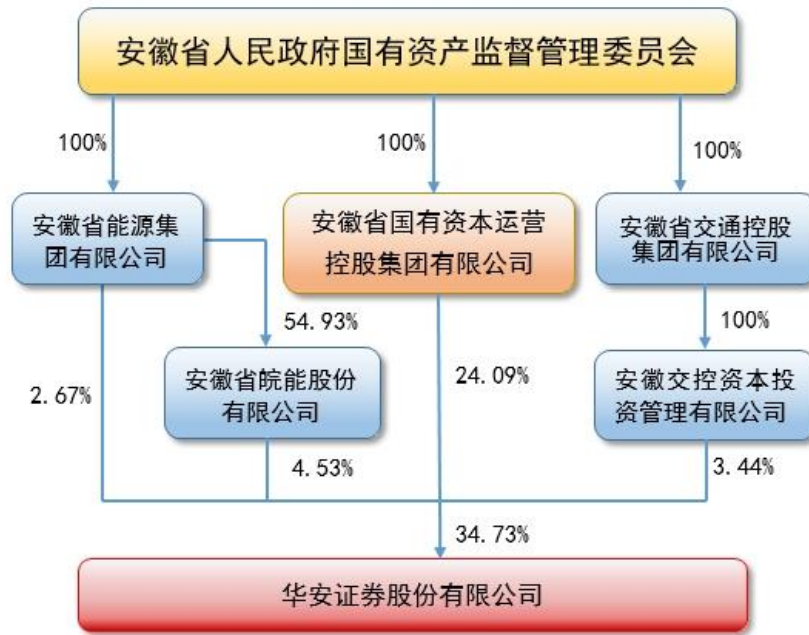 安徽省人民政府国有资产监督管理委员会
100%
100%
100%
安徽省能源集
团有限公司
安徽省国有资本运营
控股集团有限公司
安徽省交通控股
集团有限公司
54.93%
100%
2.67%
安徽省皖能股份
有限公司
24.09%
安徽交控资本投
资管理有限公司
4.53%
3.44%
34.73%
华安证券股份有限公司